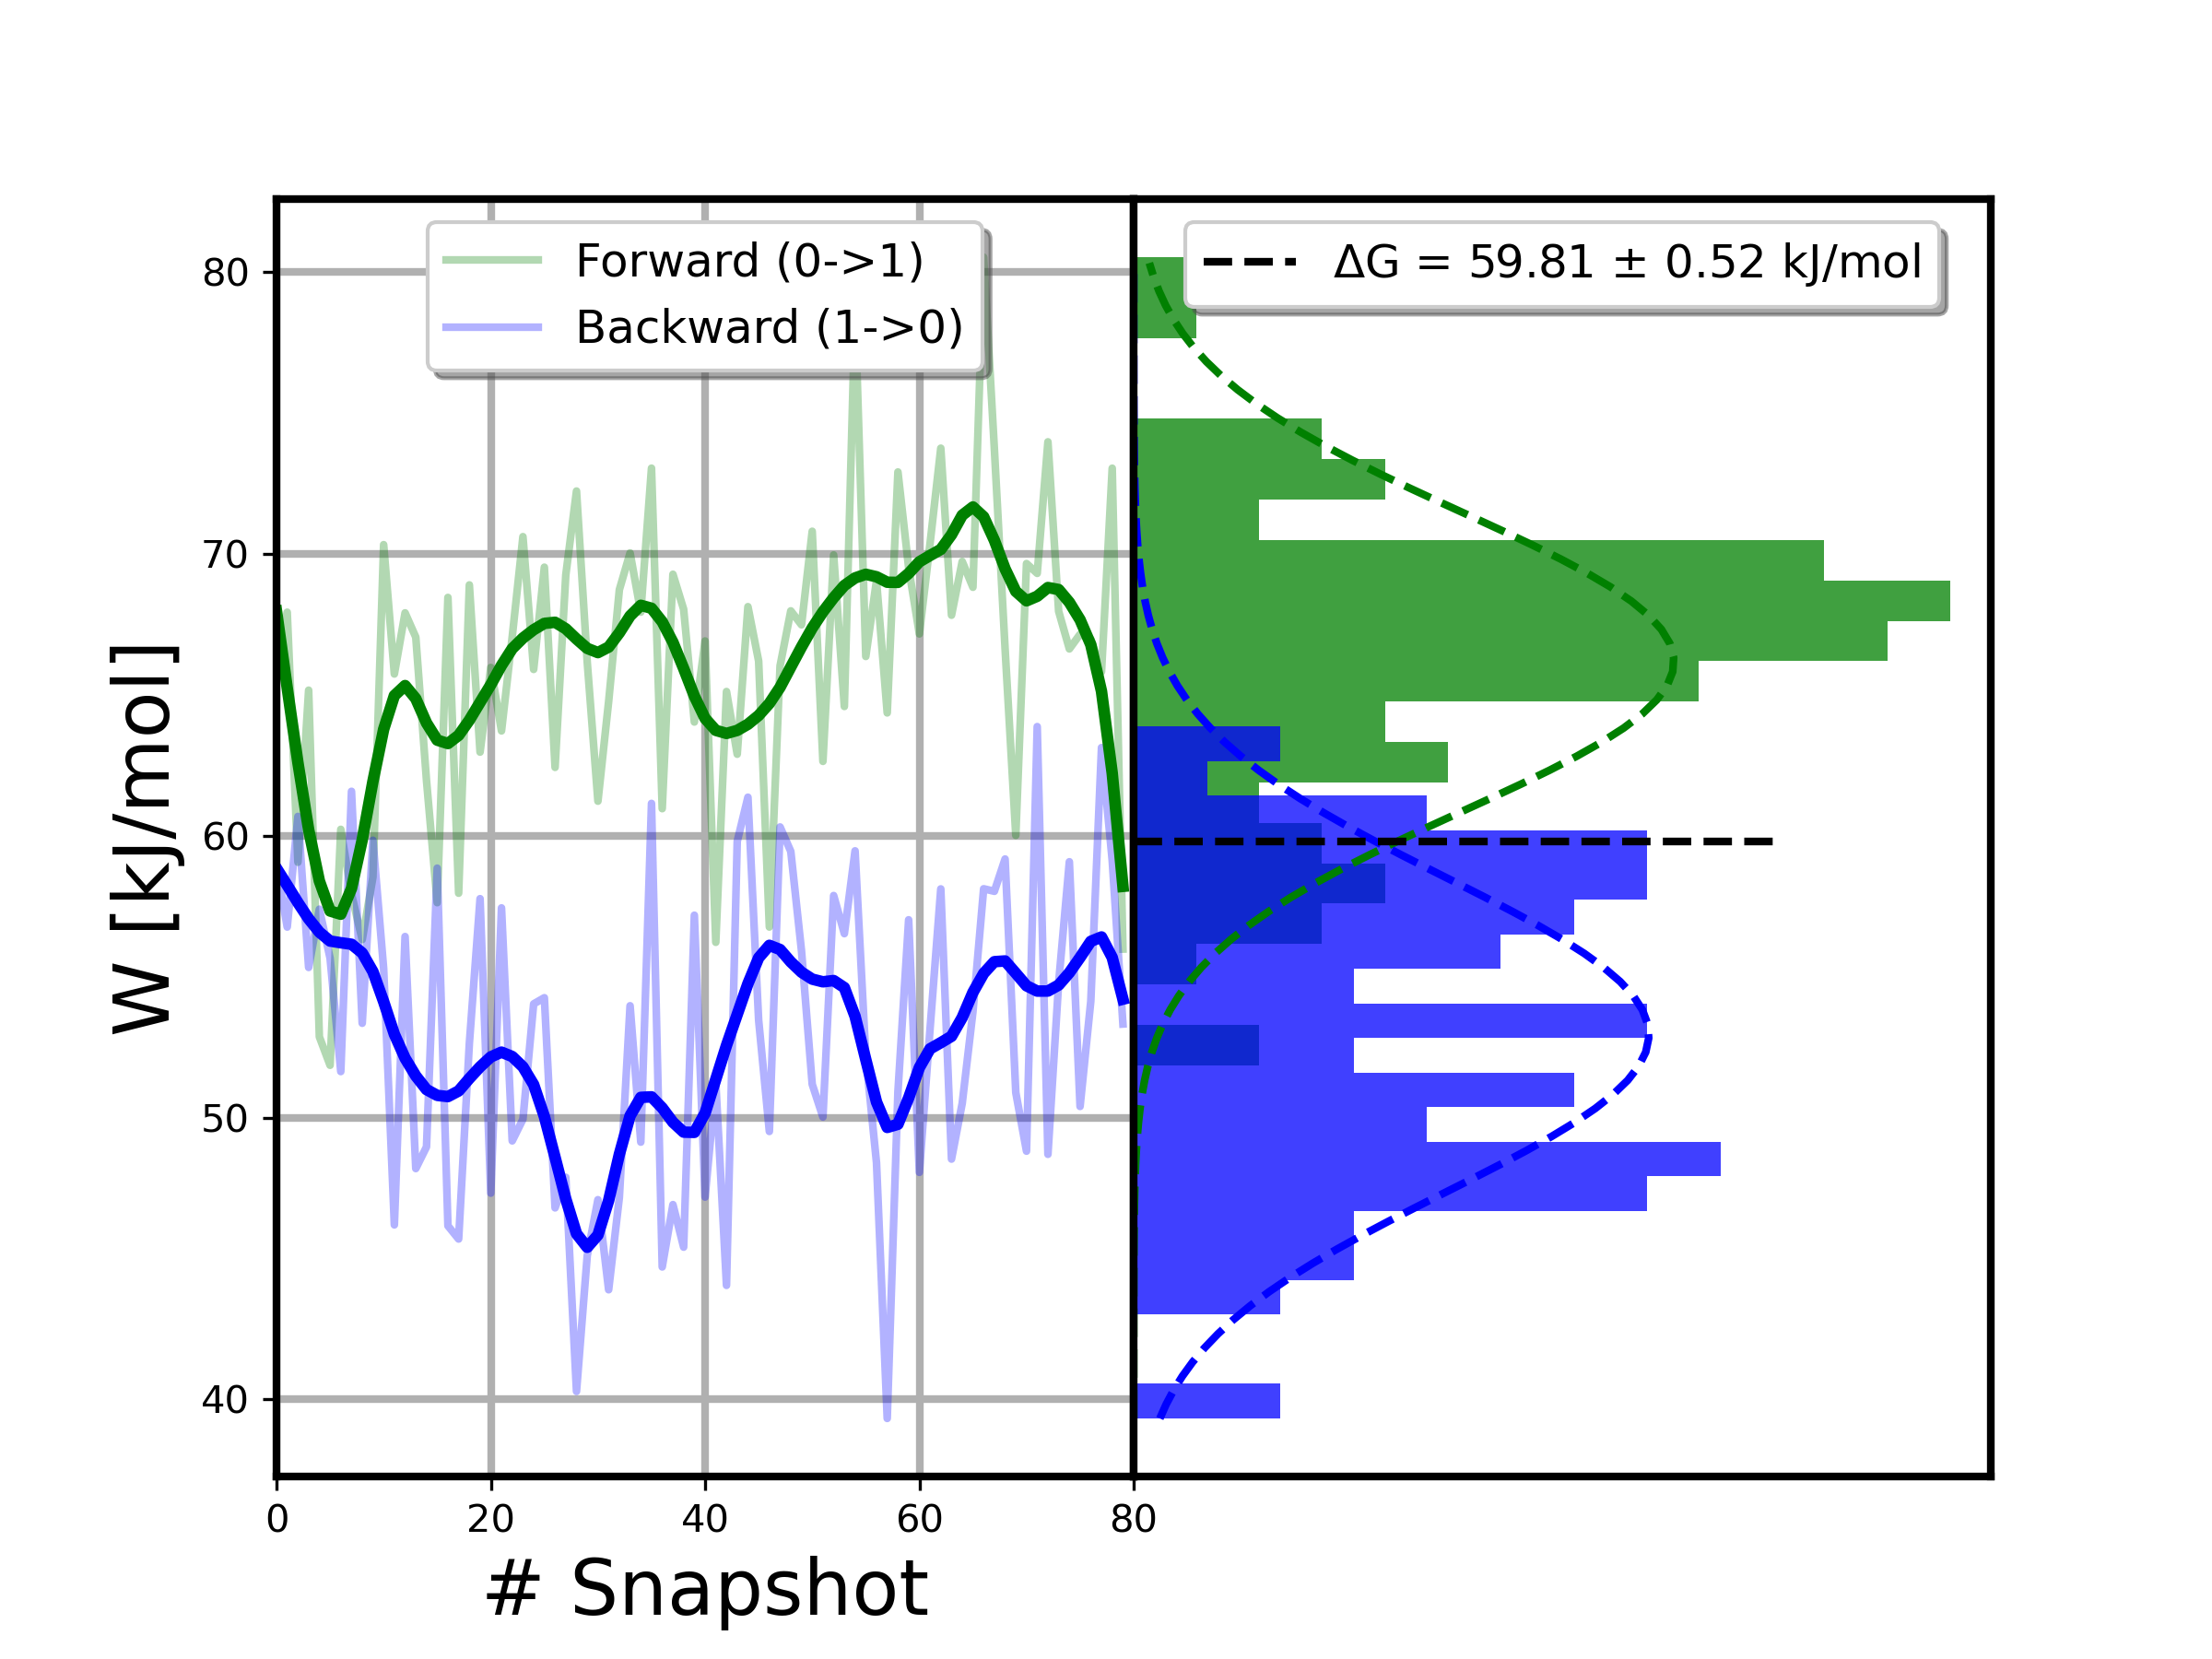 Forward (0->1)
Backward (1->0)
ΔG = 59.81 ± 0.52 kJ/mol
W [kJ/mol]
80
70
60
50
40
0 20 40 60 80
# Snapshot